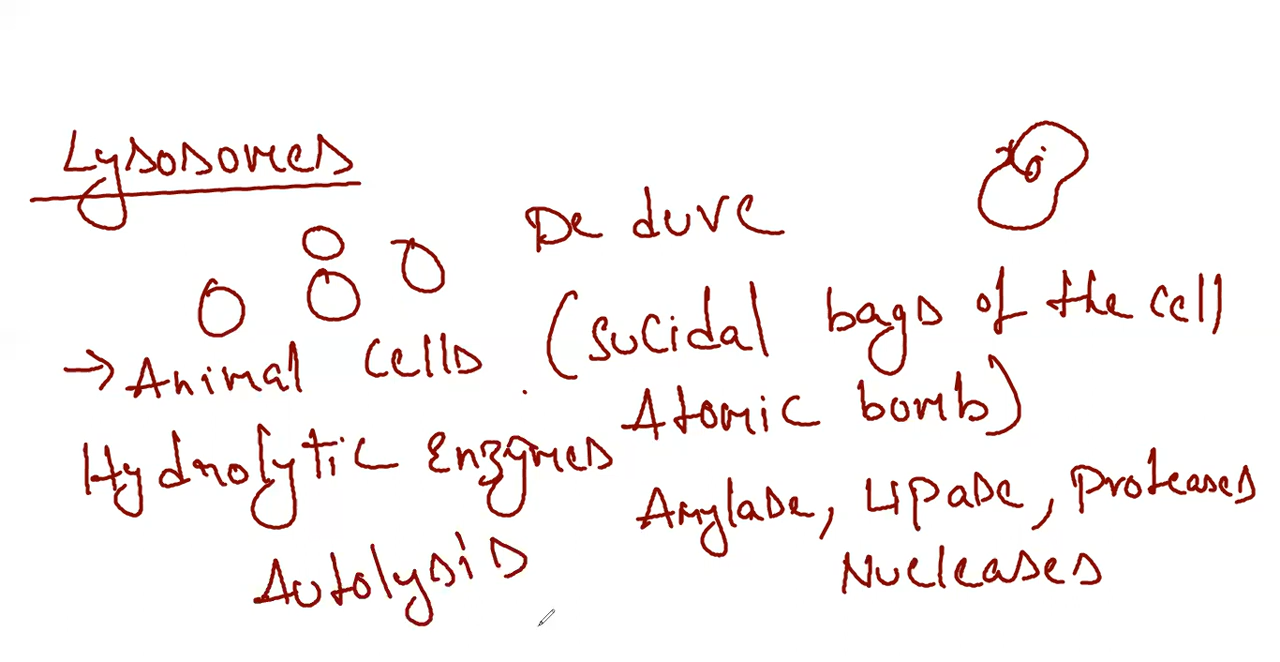 Lysosomes
De duve
(sucidal bags of the cell
→ Animal cells
Atomic bomb)
Hydrolytic Enzymes
Amylase, Lipase, Proteases
Nucleases
Autolysis